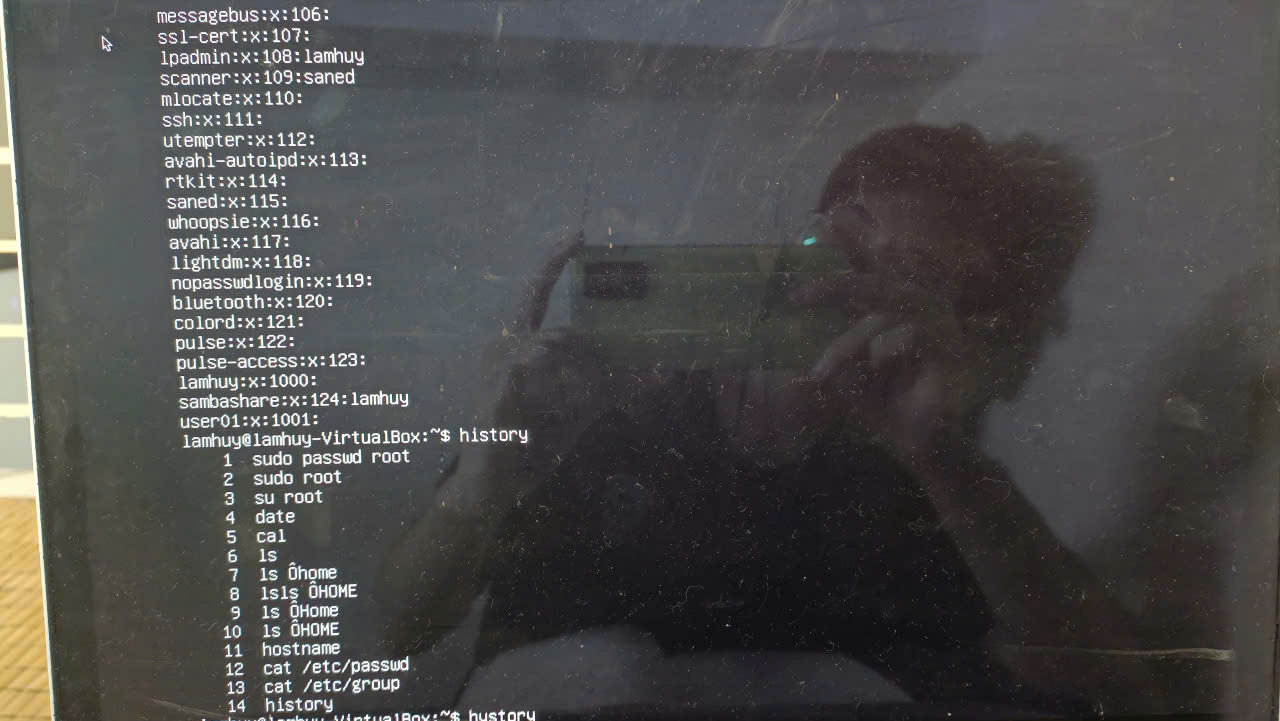 messagebus:x:106:
ssl-cert:x:107:
lpadmin:x:108:lamhuy
scanner:x:109:saned
mlocate:x:110:
ssh:x:111:
utempter:x:112:
avahi-autoipd:x:113:
rtkit:x:114:
saned:x:115:
whoopsie:x:116:
avahi:x:117:
lightdm:x:118:
nopasswdlogin:x:119:
bluetooth:x:120:
colord:x:121:
pulse:x:122:
pulse-access:x:123:
lamhuy:x:1000:
sambashare:x:124:lamhuy
user01:x:1001:
lamhuy@lamhuy-VirtualBox:~$ history
1 sudo passwd root
2 sudo root
3 su root
4 date
5 cal
6 ls
7 ls Ôhome
8 lsls ÔHOME
9 ls ÔHome
10 ls ÔHOME
11 hostname
12 cat /etc/passwd
13 cat /etc/group
14 history
lamhuy@lamhuy-VirtualBox:~$ hystory